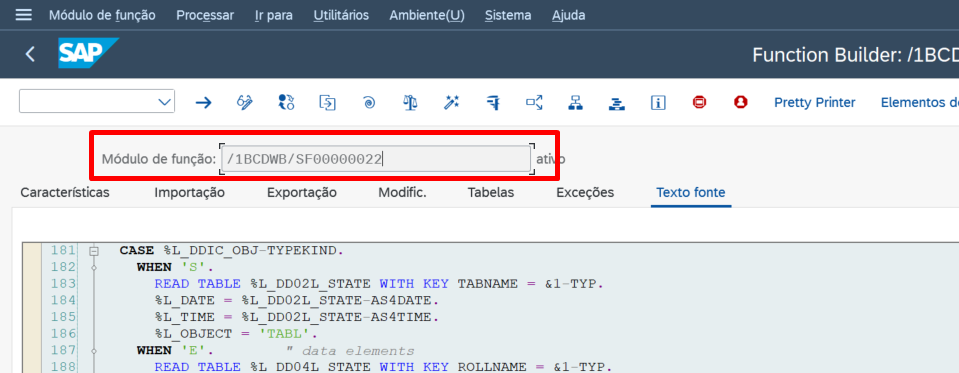 Módulo de função Processar Ir para Utilitários Ambiente(U) Sistema Ajuda
SAP Function Builder: /1BCD
Pretty Printer Elementos de
Módulo de função: /1BCDWB/SF00000022 ativo
Características Importação Exportação Modific. Tabelas Exceções Texto fonte
181 CASE %L_DDIC_OBJ-TYPEKIND.
182 WHEN 'S'.
183 READ TABLE %L_DD02L_STATE WITH KEY TABNAME = &1-TYP.
184 %L_DATE = %L_DD02L_STATE-AS4DATE.
185 %L_TIME = %L_DD02L_STATE-AS4TIME.
186 %L_OBJECT = 'TABL'.
187 WHEN 'E'. " data elements
188 READ TABLE %L_DD04L_STATE WITH KEY ROLLNAME = &1-TYP.